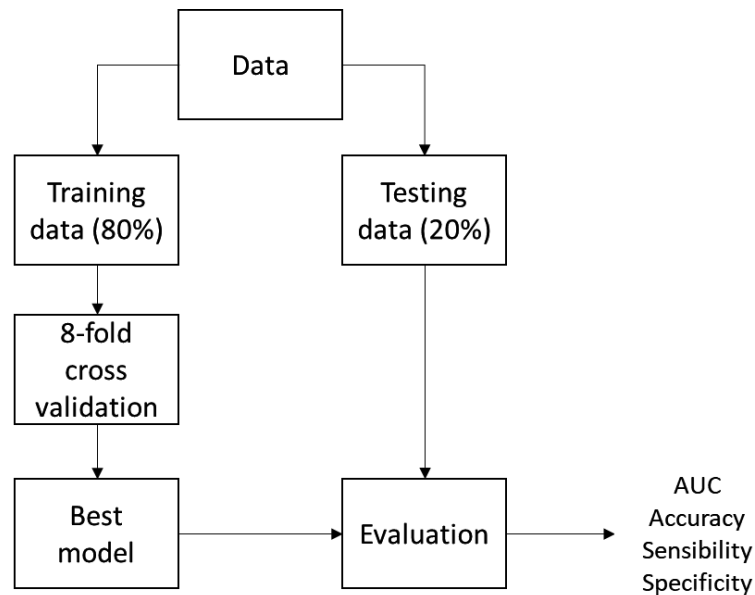 Data
Training
data (80%)
Testing
data (20%)
8-fold
cross
validation
Best
model
Evaluation
AUC
Accuracy
Sensibility
Specificity